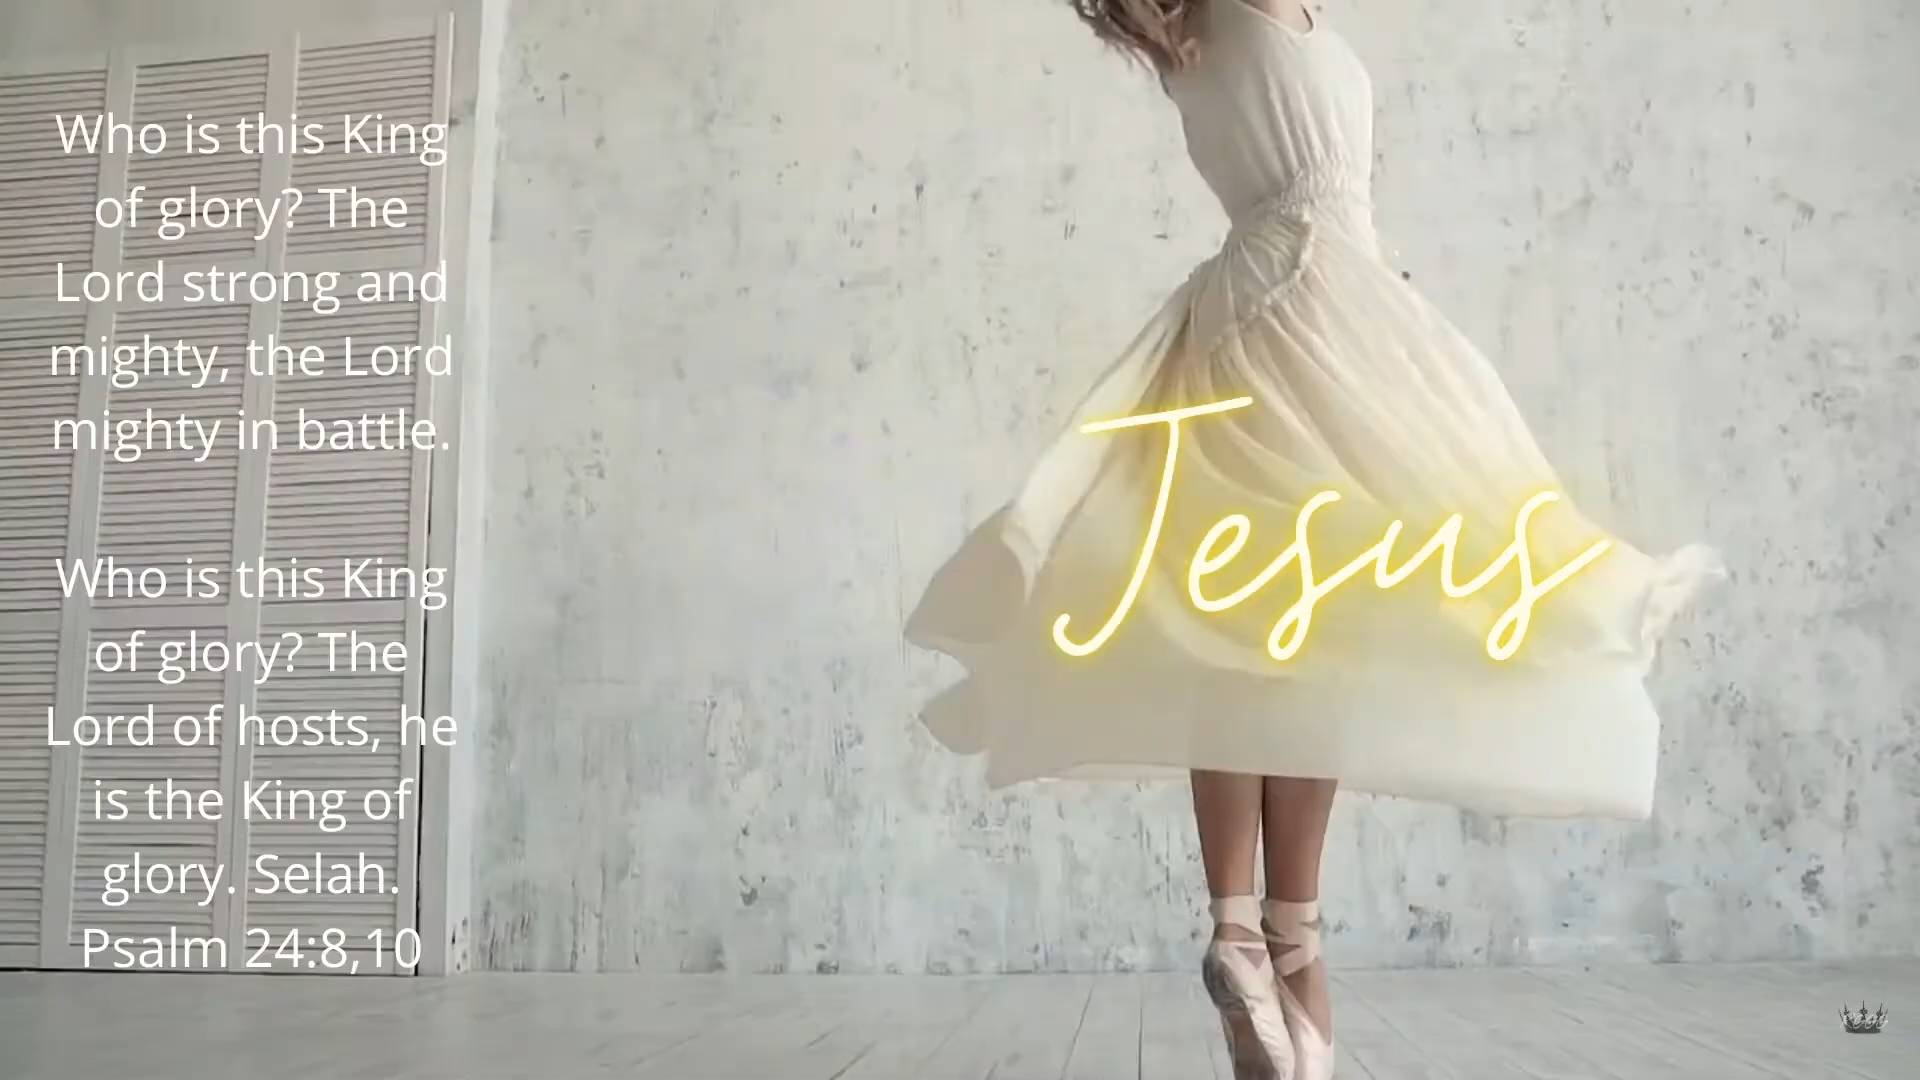 Who is this King
of glory? The
Lord strong and
mighty, the Lord
mighty in battle.
Who is this King
of glory? The
Lord of hosts, he
is the King of
glory. Selah.
Psalm 24:8,10
Jesus